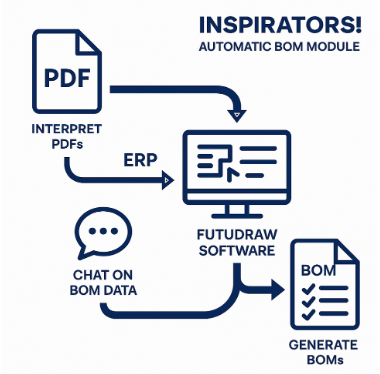 INSPIRATORS!
AUTOMATIC BOM MODULE
PDF
INTERPRET
PDFs
ERP
FUTUDRAW
SOFTWARE
CHAT ON
BOM DATA
BOM
GENERATE
BOMs